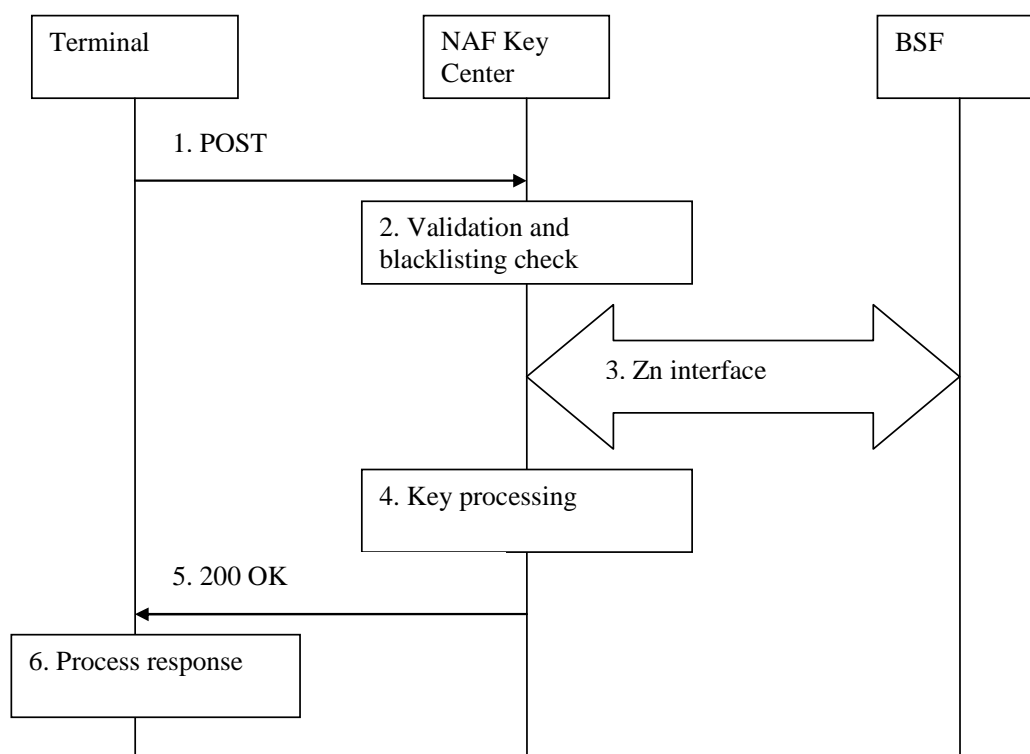 Terminal
NAF Key
Center
BSF
1. POST
2. Validation and
blacklisting check
3. Zn interface
4. Key processing
5. 200 OK
6. Process response